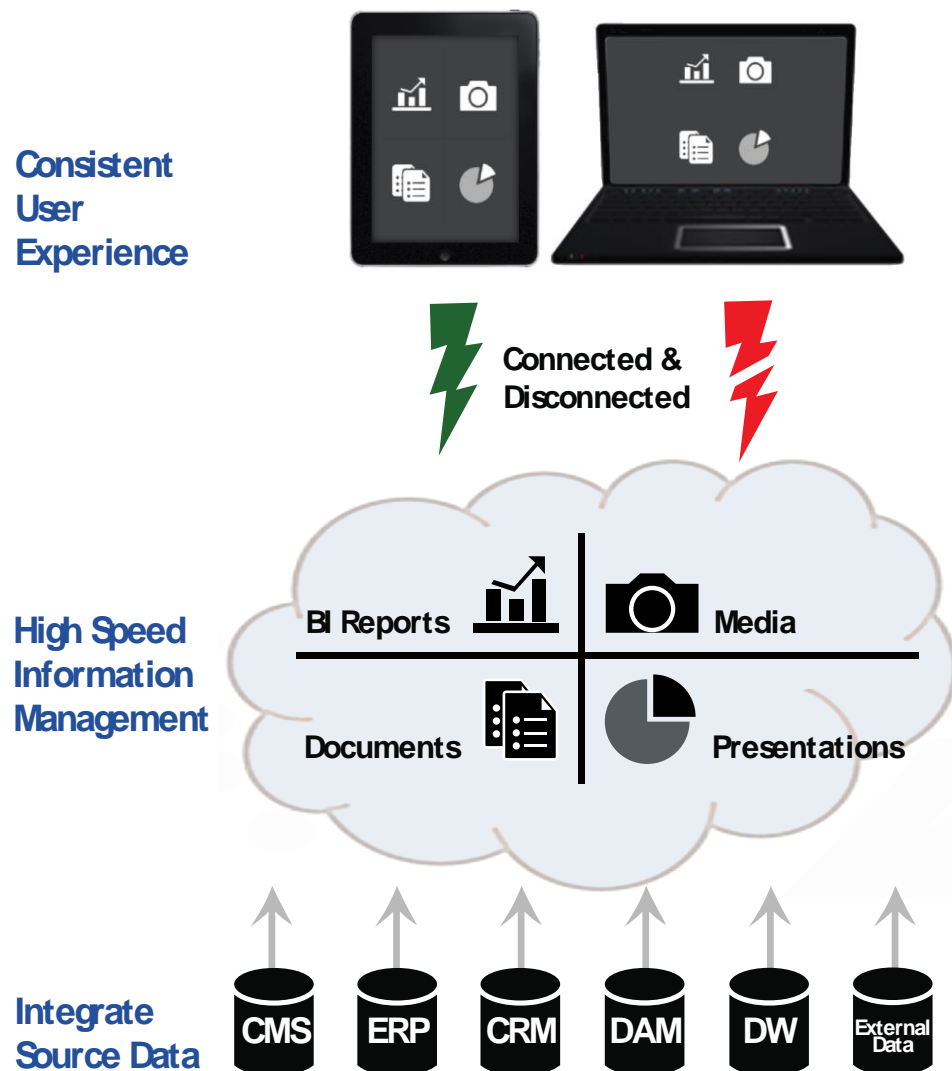 Consistent
User
Experience
Connected &
Disconnected
High Speed
Information
Management
BI Reports
Media
Documents
Presentations
Integrate
Source Data
CMS
ERP
CRM
DAM
DW
External
Data